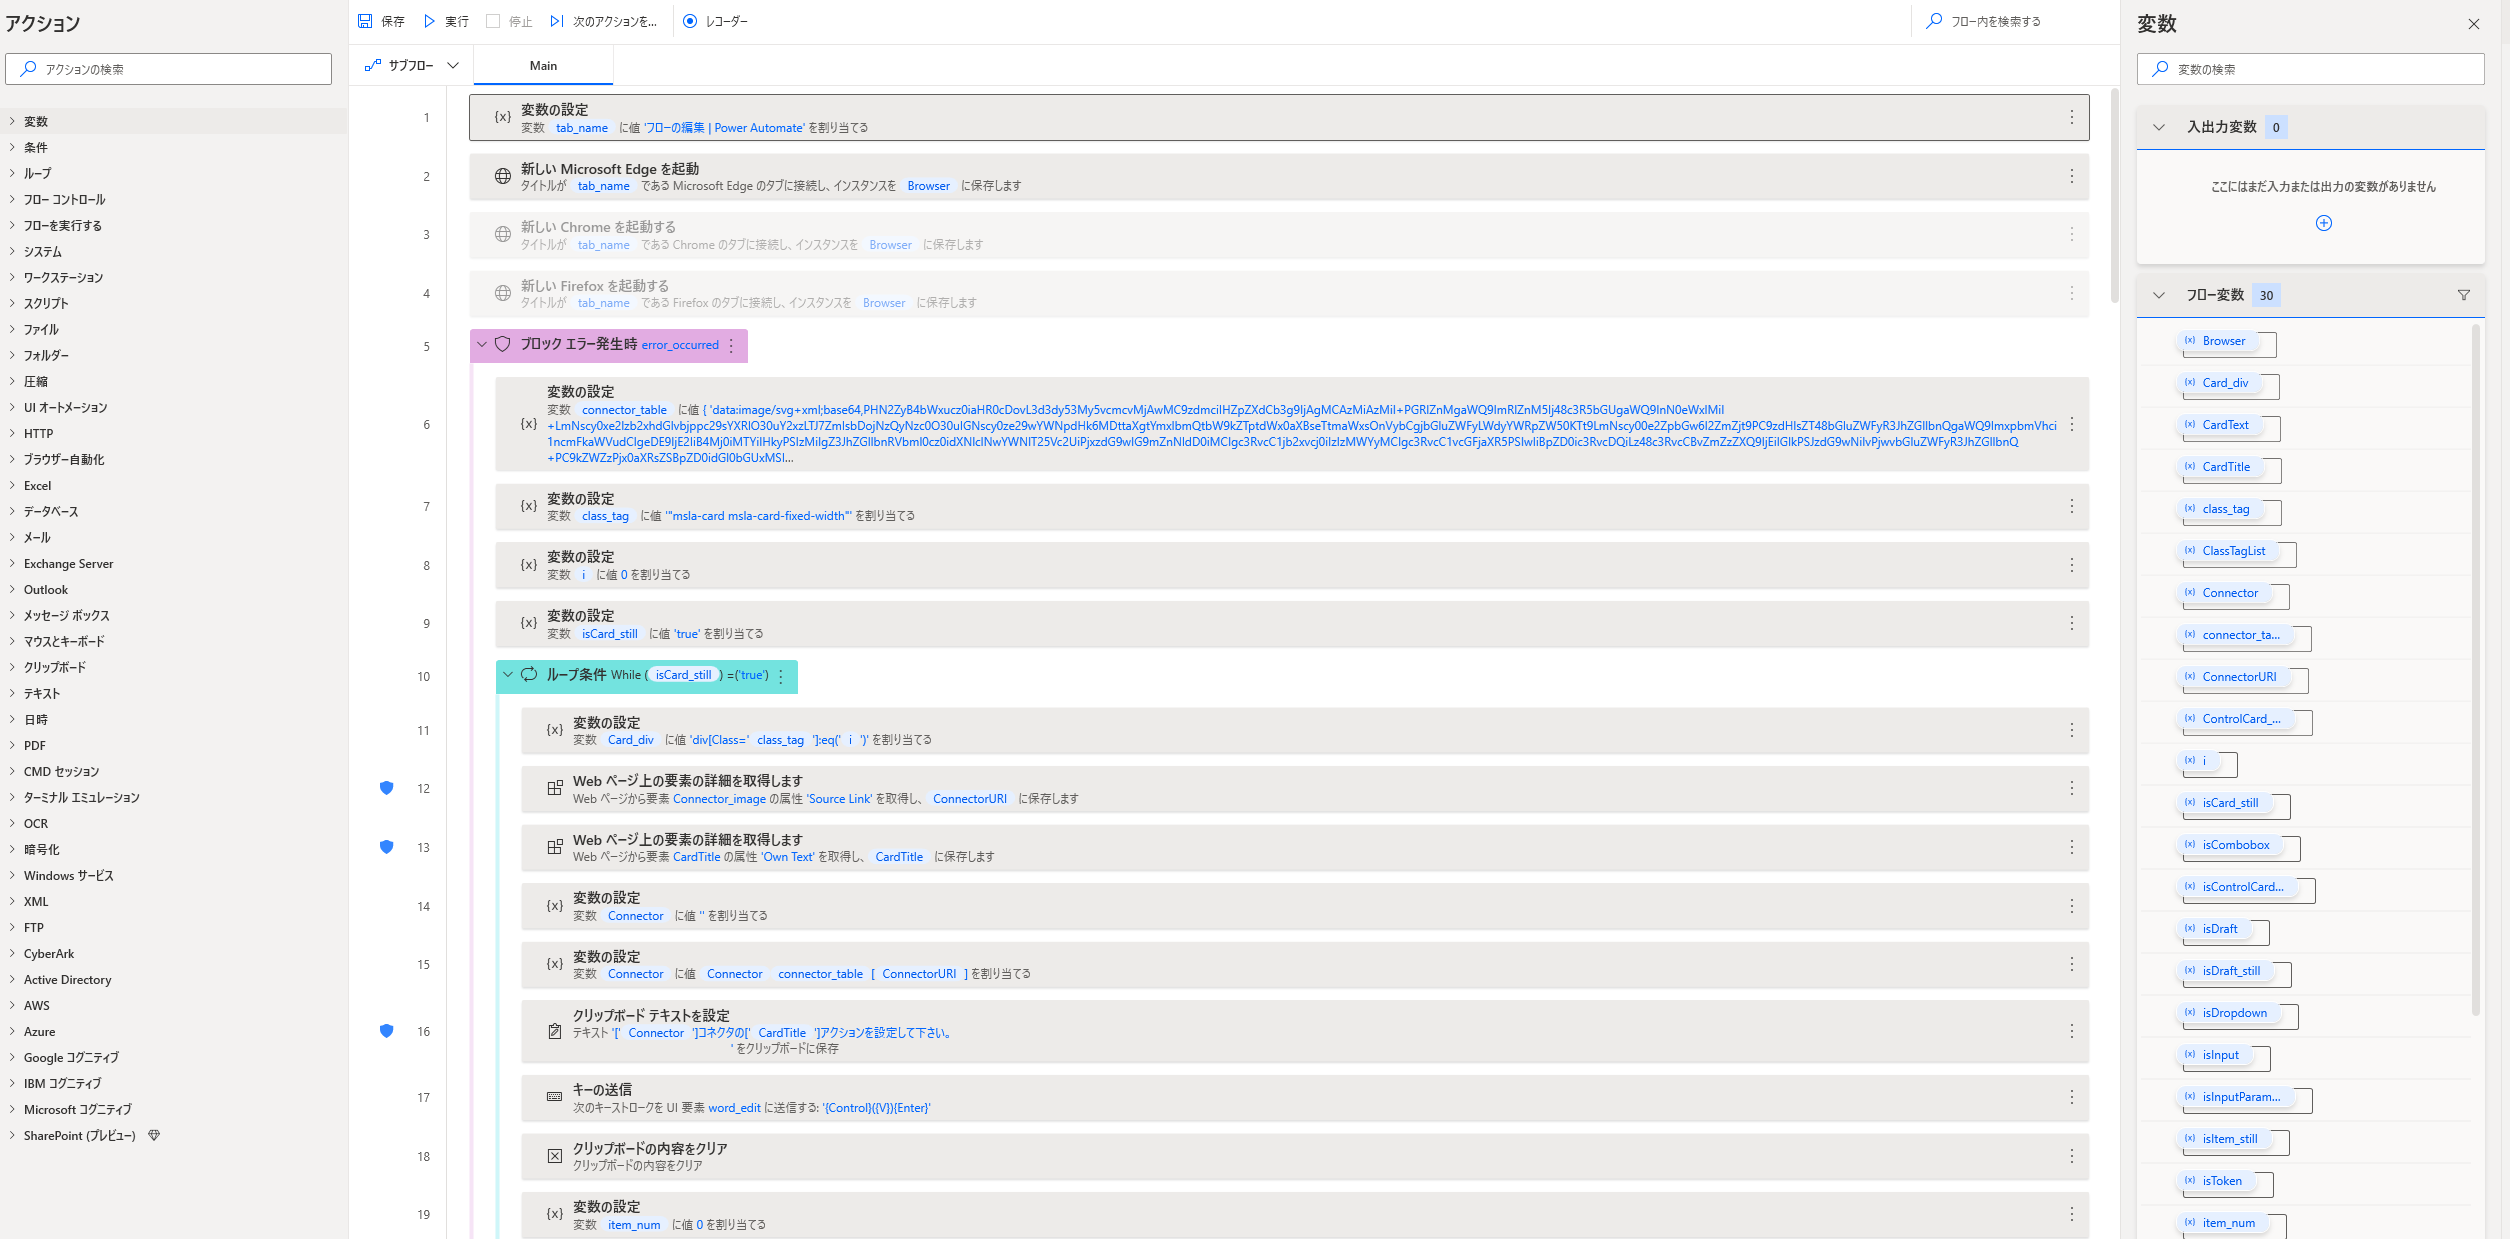 アクション
アクションの検索
変数
条件
ループ
フロー コントロール
フローを実行する
システム
ワークステーション
スクリプト
ファイル
フォルダー
圧縮
UI オートメーション
HTTP
ブラウザー自動化
Excel
データベース
メール
Exchange Server
Outlook
メッセージ ボックス
マウスとキーボード
クリップボード
テキスト
日時
PDF
CMD セッション
ターミナル エミュレーション
OCR
暗号化
Windows サービス
XML
FTP
CyberArk
Active Directory
AWS
Azure
Google コグニティブ
IBM コグニティブ
Microsoft コグニティブ
SharePoint (プレビュー)
保存 実行 停止 次のアクションを... レコーダー
フロー内を検索する
サブフロー Main
1 {x} 変数の設定
変数 tab_name に値 'フローの編集 | Power Automate' を割り当てる
2 新しい Microsoft Edge を起動
タイトルが tab_name である Microsoft Edge のタブに接続し、インスタンスを Browser に保存します
3 新しい Chrome を起動する
タイトルが tab_name である Chrome のタブに接続し、インスタンスを Browser に保存します
4 新しい Firefox を起動する
タイトルが tab_name である Firefox のタブに接続し、インスタンスを Browser に保存します
5 ブロック エラー発生時 error_occurred
6 {x} 変数の設定
変数 connector_table に値 { 'data:image/svg+xml;base64,
7 {x} 変数の設定
変数 class_tag に値 '"msla-card msla-card-fixed-width"' を割り当てる
8 {x} 変数の設定
変数 i に値 0 を割り当てる
9 {x} 変数の設定
変数 isCard_still に値 'true' を割り当てる
10 ループ条件 While ( isCard_still ) =('true')
11 {x} 変数の設定
変数 Card_div に値 'div[Class=' class_tag ']:eq(' i ')' を割り当てる
12 Web ページ上の要素の詳細を取得します
Web ページから要素 Connector_image の属性 'Source Link' を取得し、 ConnectorURI に保存します
13 Web ページ上の要素の詳細を取得します
Web ページから要素 CardTitle の属性 'Own Text' を取得し、 CardTitle に保存します
14 {x} 変数の設定
変数 Connector に値 '' を割り当てる
15 {x} 変数の設定
変数 Connector に値 Connector connector_table [ ConnectorURI ] を割り当てる
16 クリップボード テキストを設定
テキスト '[' Connector ']コネクタの[' CardTitle ']アクションを設定して下さい。
' をクリップボードに保存
17 キーの送信
次のキーストロークを UI 要素 word_edit に送信する: '{Control}({V}){Enter}'
18 クリップボードの内容をクリア
クリップボードの内容をクリア
19 {x} 変数の設定
変数 item_num に値 0 を割り当てる
変数
変数の検索
入出力変数 0
ここにはまだ入力または出力の変数がありません
フロー変数 30
(x) Browser
(x) Card_div
(x) CardText
(x) CardTitle
(x) class_tag
(x) ClassTagList
(x) Connector
(x) connector_ta...
(x) ConnectorURI
(x) ControlCard_...
(x) i
(x) isCard_still
(x) isCombobox
(x) isControlCard...
(x) isDraft
(x) isDraft_still
(x) isDropdown
(x) isInput
(x) isInputParam...
(x) isItem_still
(x) isToken
(x) item_num